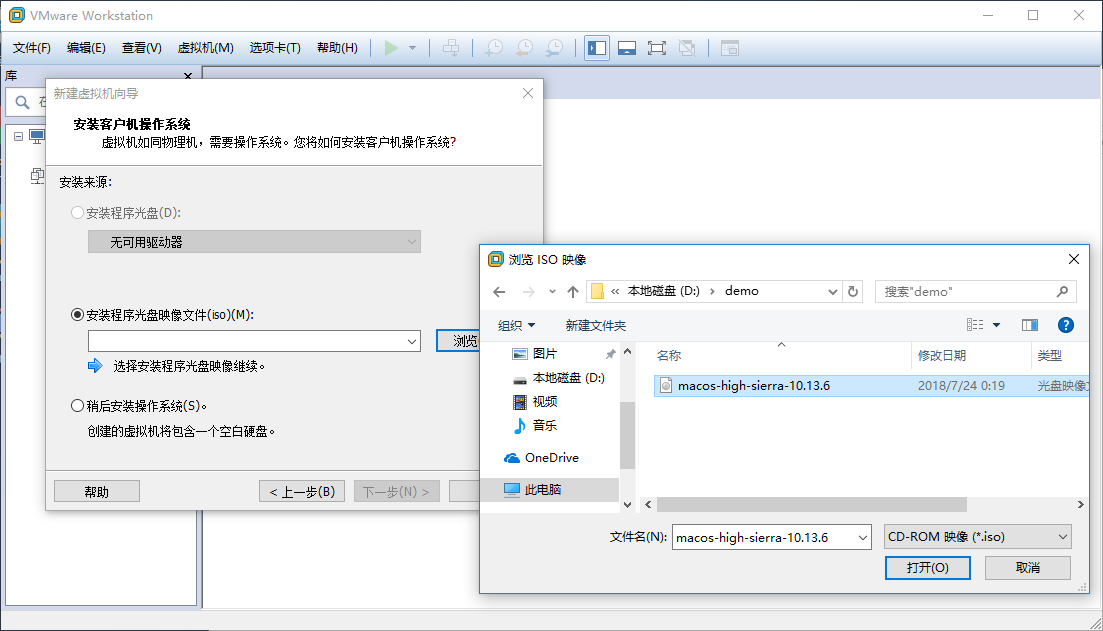 VMware Workstation
文件(F) 编辑(E) 查看(V) 虚拟机(M) 选项卡(T) 帮助(H)
库
新建虚拟机向导
安装客户机操作系统
虚拟机如同物理机，需要操作系统。您将如何安装客户机操作系统?
安装来源:
安装程序光盘(D):
无可用驱动器
安装程序光盘映像文件(iso)(M):
浏览
选择安装程序光盘映像继续。
稍后安装操作系统(S)。
创建的虚拟机将包含一个空白硬盘。
帮助 < 上一步(B) 下一步(N) >
浏览 ISO 映像
« 本地磁盘 (D:) › demo 搜索"demo"
组织 新建文件夹
名称 修改日期 类型
图片
本地磁盘 (D:)
视频
音乐
OneDrive
此电脑
macos-high-sierra-10.13.6 2018/7/24 0:19 光盘映像
文件名(N): macos-high-sierra-10.13.6 CD-ROM 映像 (*.iso)
打开(O) 取消